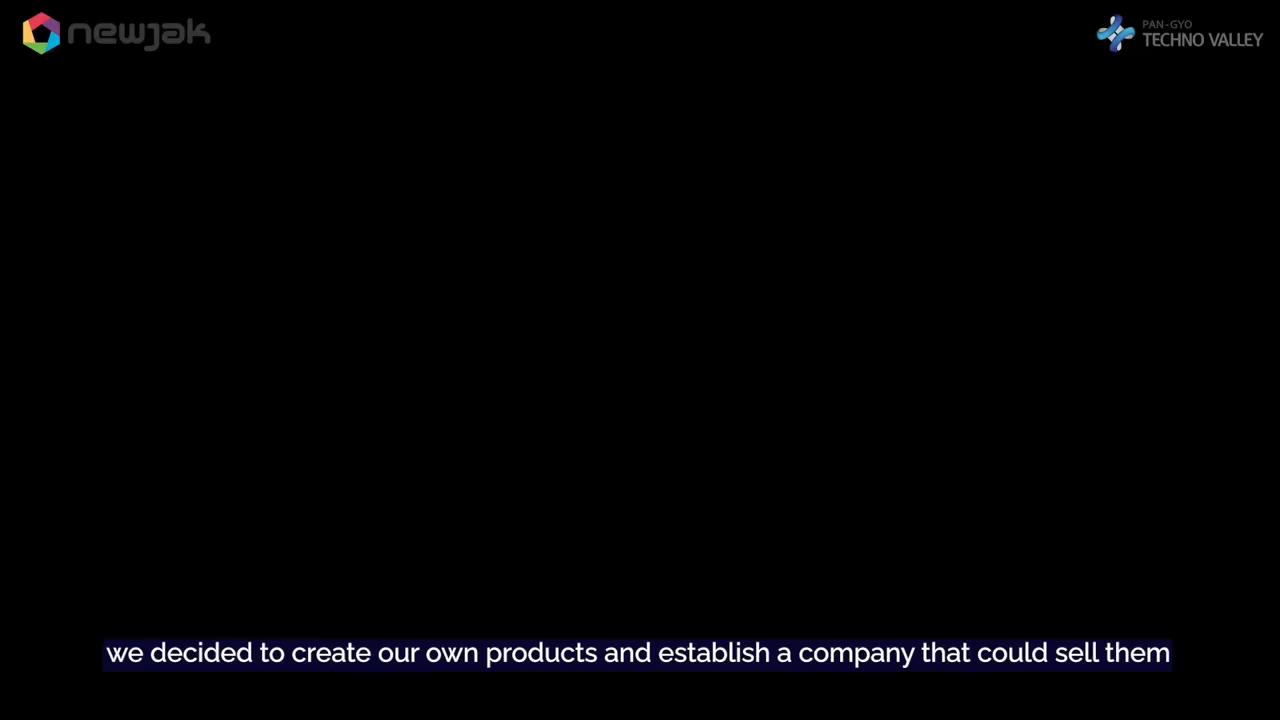 newjak
PAN-GYO
TECHNO VALLEY
we decided to create our own products and establish a company that could sell them